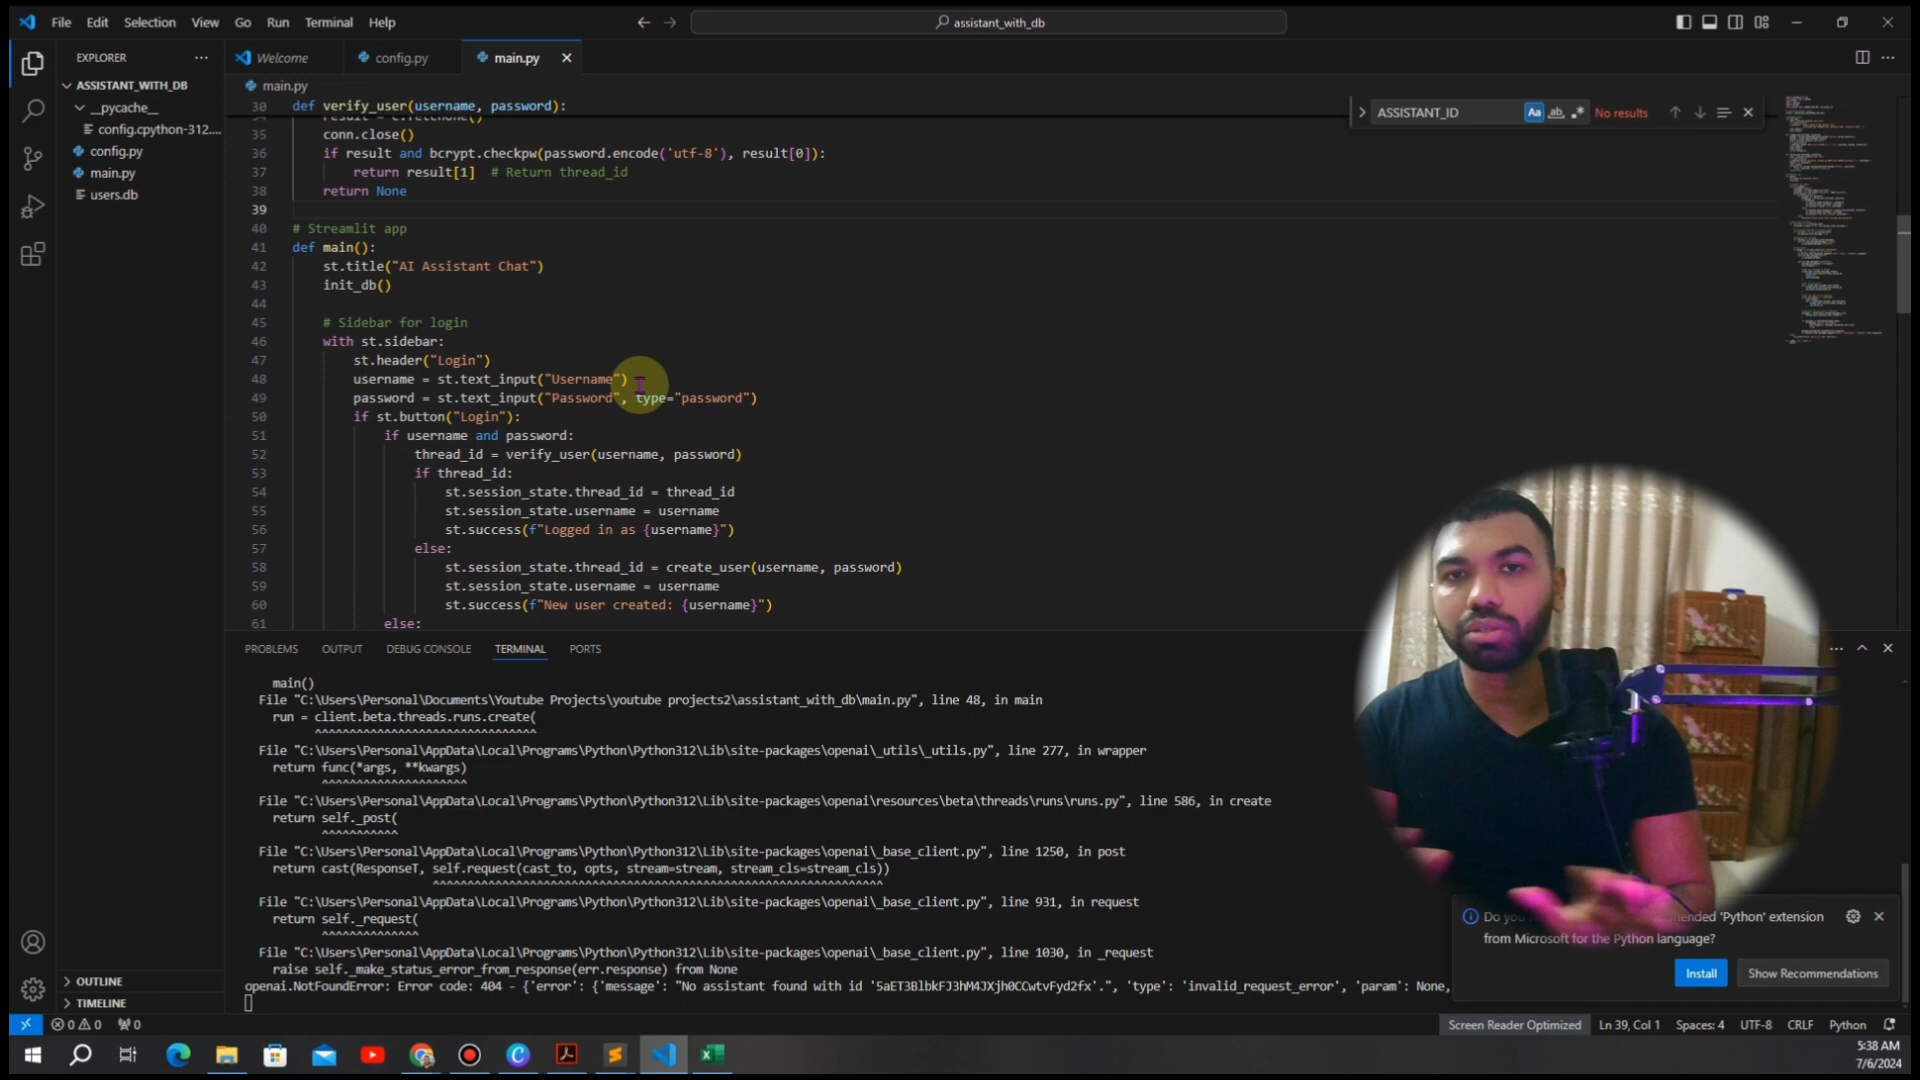 File Edit Selection View Go Run Terminal Help
assistant_with_db
EXPLORER
Welcome
config.py
main.py
ASSISTANT_WITH_DB
__pycache__
config.cpython-312....
config.py
main.py
users.db
main.py
ASSISTANT_ID
Aa
ab
No results
30 def verify_user(username, password):
34 result = c.fetchone()
35 conn.close()
36 if result and bcrypt.checkpw(password.encode('utf-8'), result[0]):
37 return result[1] # Return thread_id
38 return None
39
40 # Streamlit app
41 def main():
42 st.title("AI Assistant Chat")
43 init_db()
44
45 # Sidebar for login
46 with st.sidebar:
47 st.header("Login")
48 username = st.text_input("Username")
49 password = st.text_input("Password", type="password")
50 if st.button("Login"):
51 if username and password:
52 thread_id = verify_user(username, password)
53 if thread_id:
54 st.session_state.thread_id = thread_id
55 st.session_state.username = username
56 st.success(f"Logged in as {username}")
57 else:
58 st.session_state.thread_id = create_user(username, password)
59 st.session_state.username = username
60 st.success(f"New user created: {username}")
61 else:
PROBLEMS OUTPUT DEBUG CONSOLE TERMINAL PORTS
main()
File "C:\Users\Personal\Documents\Youtube Projects\youtube projects2\assistant_with_db\main.py", line 48, in main
run = client.beta.threads.runs.create(
^^^^^^^^^^^^^^^^^^^^^^^^^^^^^
File "C:\Users\Personal\AppData\Local\Programs\Python\Python312\Lib\site-packages\openai\_utils\_utils.py", line 277, in wrapper
return func(*args, **kwargs)
^^^^^^^^^^^^^^^^^^^^^
File "C:\Users\Personal\AppData\Local\Programs\Python\Python312\Lib\site-packages\openai\resources\beta\threads\runs\runs.py", line 586, in create
return self._post(
^^^^^^^^^^^
File "C:\Users\Personal\AppData\Local\Programs\Python\Python312\Lib\site-packages\openai\_base_client.py", line 1250, in post
return cast(ResponseT, self.request(cast_to, opts, stream=stream, stream_cls=stream_cls))
^^^^^^^^^^^^^^^^^^^^^^^^^^^^^^^^^^^^^^^^^^^^^^^^^^^^^^^^^^^
File "C:\Users\Personal\AppData\Local\Programs\Python\Python312\Lib\site-packages\openai\_base_client.py", line 931, in request
return self._request(
^^^^^^^^^^^^^^
File "C:\Users\Personal\AppData\Local\Programs\Python\Python312\Lib\site-packages\openai\_base_client.py", line 1030, in _request
raise self._make_status_error_from_response(err.response) from None
openai.NotFoundError: Error code: 404 - {'error': {'message': "No assistant found with id '5aET3BlbkFJ3hM4JXjh0CCwtvFyd2fx'.", 'type': 'invalid_request_error', 'param': None,
Do 'Python' extension
from Microsoft for the Python language?
Install Show Recommendations
OUTLINE
TIMELINE
0 0 0
Screen Reader Optimized Ln 39, Col 1 Spaces: 4 UTF-8 CRLF Python
5:38 AM
7/6/2024